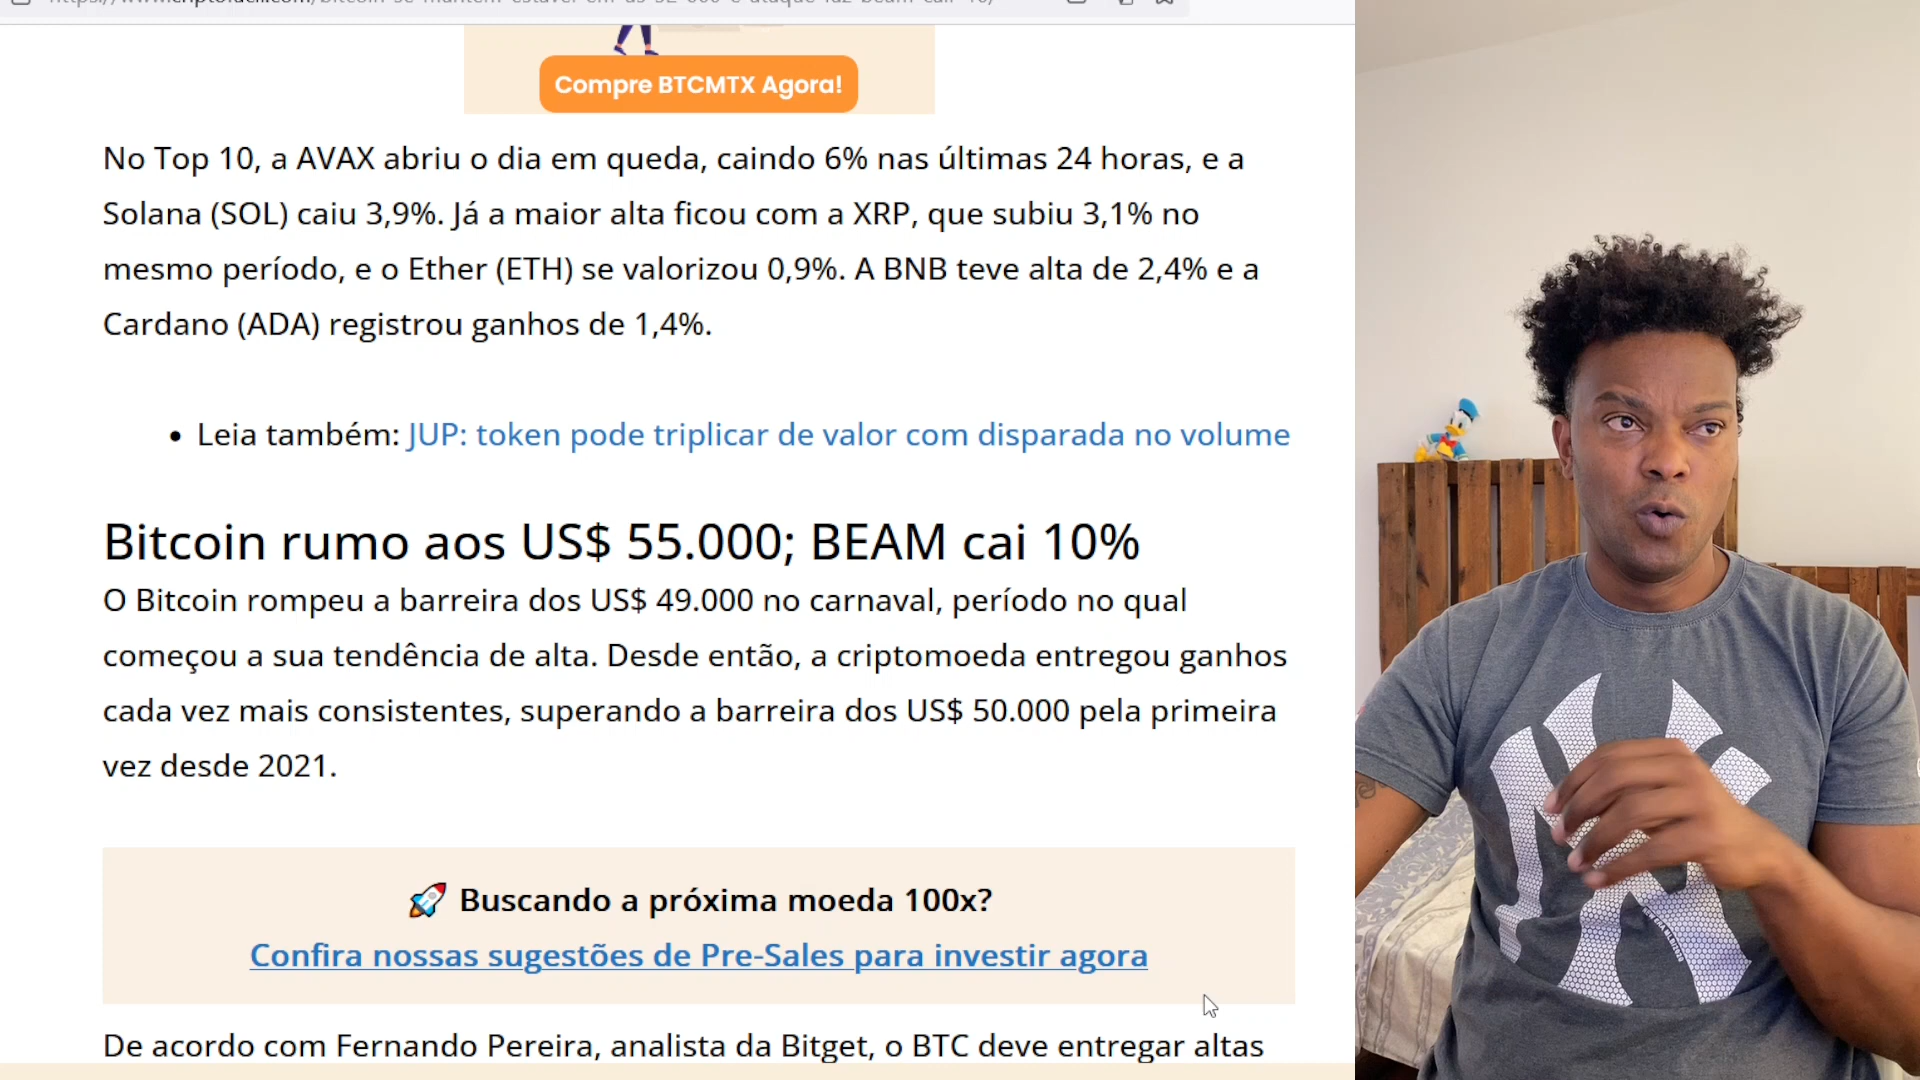 Compre BTCMTX Agora!
No Top 10, a AVAX abriu o dia em queda, caindo 6% nas últimas 24 horas, e a
Solana (SOL) caiu 3,9%. Já a maior alta ficou com a XRP, que subiu 3,1% no
mesmo período, e o Ether (ETH) se valorizou 0,9%. A BNB teve alta de 2,4% e a
Cardano (ADA) registrou ganhos de 1,4%.
• Leia também: JUP: token pode triplicar de valor com disparada no volume
Bitcoin rumo aos US$ 55.000; BEAM cai 10%
O Bitcoin rompeu a barreira dos US$ 49.000 no carnaval, período no qual
começou a sua tendência de alta. Desde então, a criptomoeda entregou ganhos
cada vez mais consistentes, superando a barreira dos US$ 50.000 pela primeira
vez desde 2021.
🚀 Buscando a próxima moeda 100x?
Confira nossas sugestões de Pre-Sales para investir agora
De acordo com Fernando Pereira, analista da Bitget, o BTC deve entregar altas